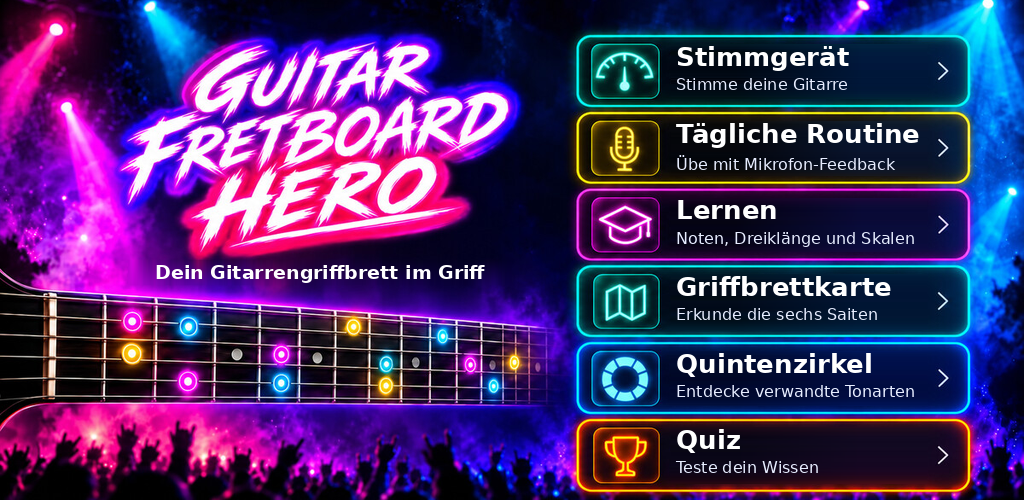 GUITAR
FRETBOARD
HERO
Dein Gitarrengriffbrett im Griff
Stimmgerät
Stimme deine Gitarre
Tägliche Routine
Übe mit Mikrofon-Feedback
Lernen
Noten, Dreiklänge und Skalen
Griffbrettkarte
Erkunde die sechs Saiten
Quintenzirkel
Entdecke verwandte Tonarten
Quiz
Teste dein Wissen